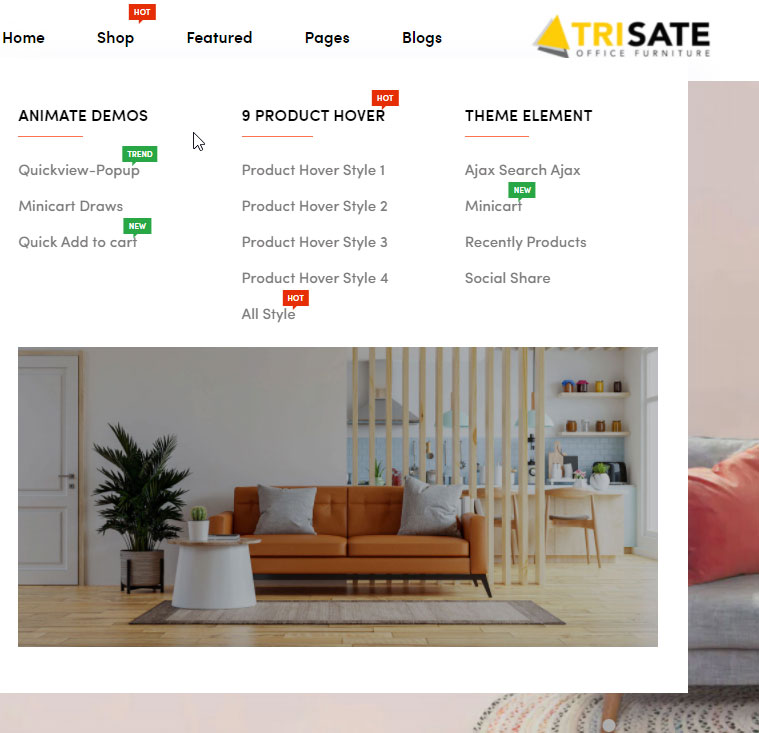 HOT
Home Shop Featured Pages Blogs
TRISATE
OFFICE FURNITURE
ANIMATE DEMOS
TREND
Quickview-Popup
Minicart Draws
NEW
Quick Add to cart
HOT
9 PRODUCT HOVER
Product Hover Style 1
Product Hover Style 2
Product Hover Style 3
Product Hover Style 4
HOT
All Style
THEME ELEMENT
Ajax Search Ajax
NEW
Minicart
Recently Products
Social Share